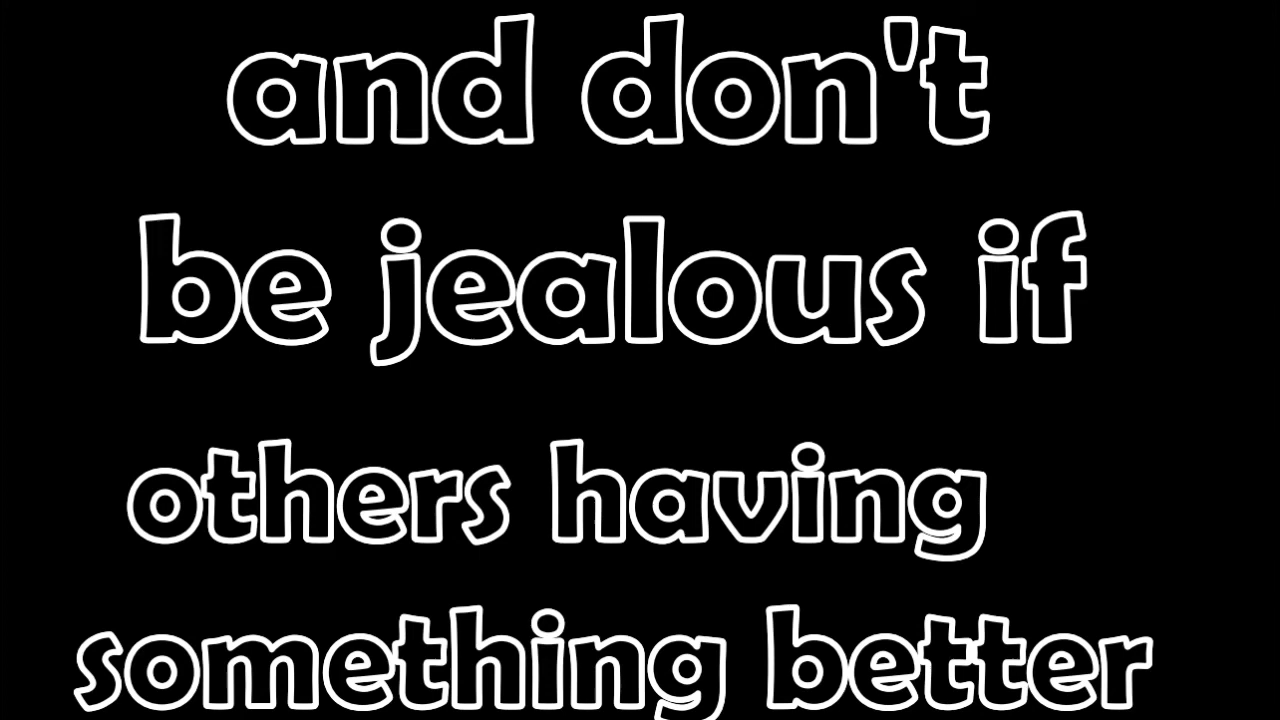 and don't
be jealous if
others having
something better